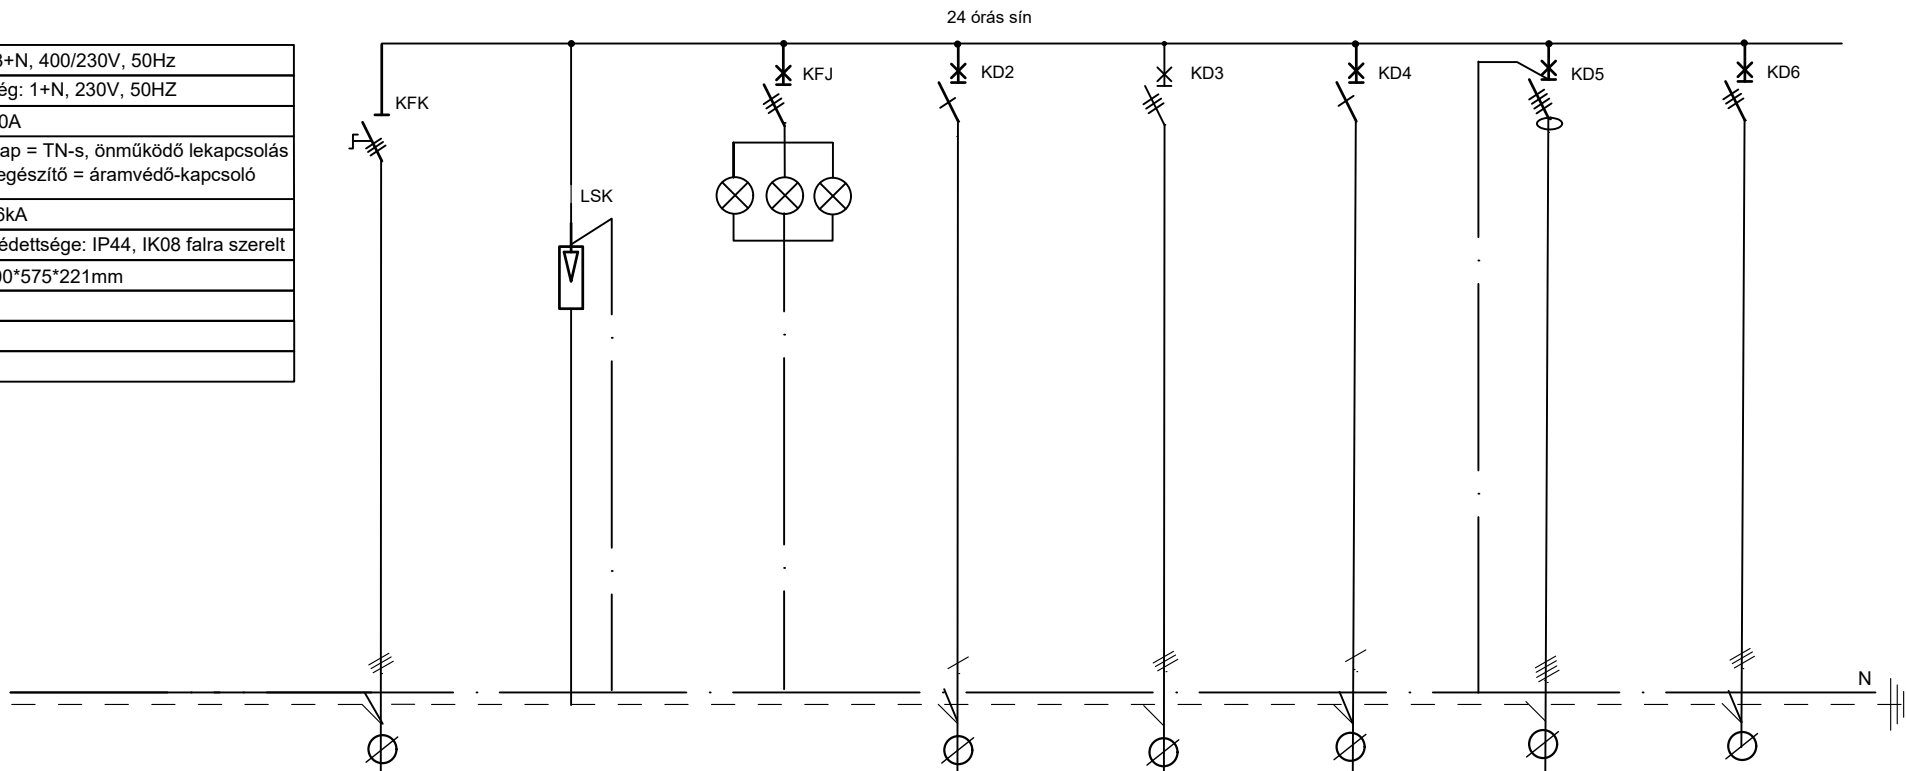 24 órás sín
3+N, 400/230V, 50Hz
ég: 1+N, 230V, 50HZ
0A
ap = TN-s, önműködő lekapcsolás
egészítő = áramvédő-kapcsoló
6kA
édettsége: IP44, IK08 falra szerelt
00*575*221mm
KFK
LSK
KFJ
KD2
KD3
KD4
KD5
KD6
N